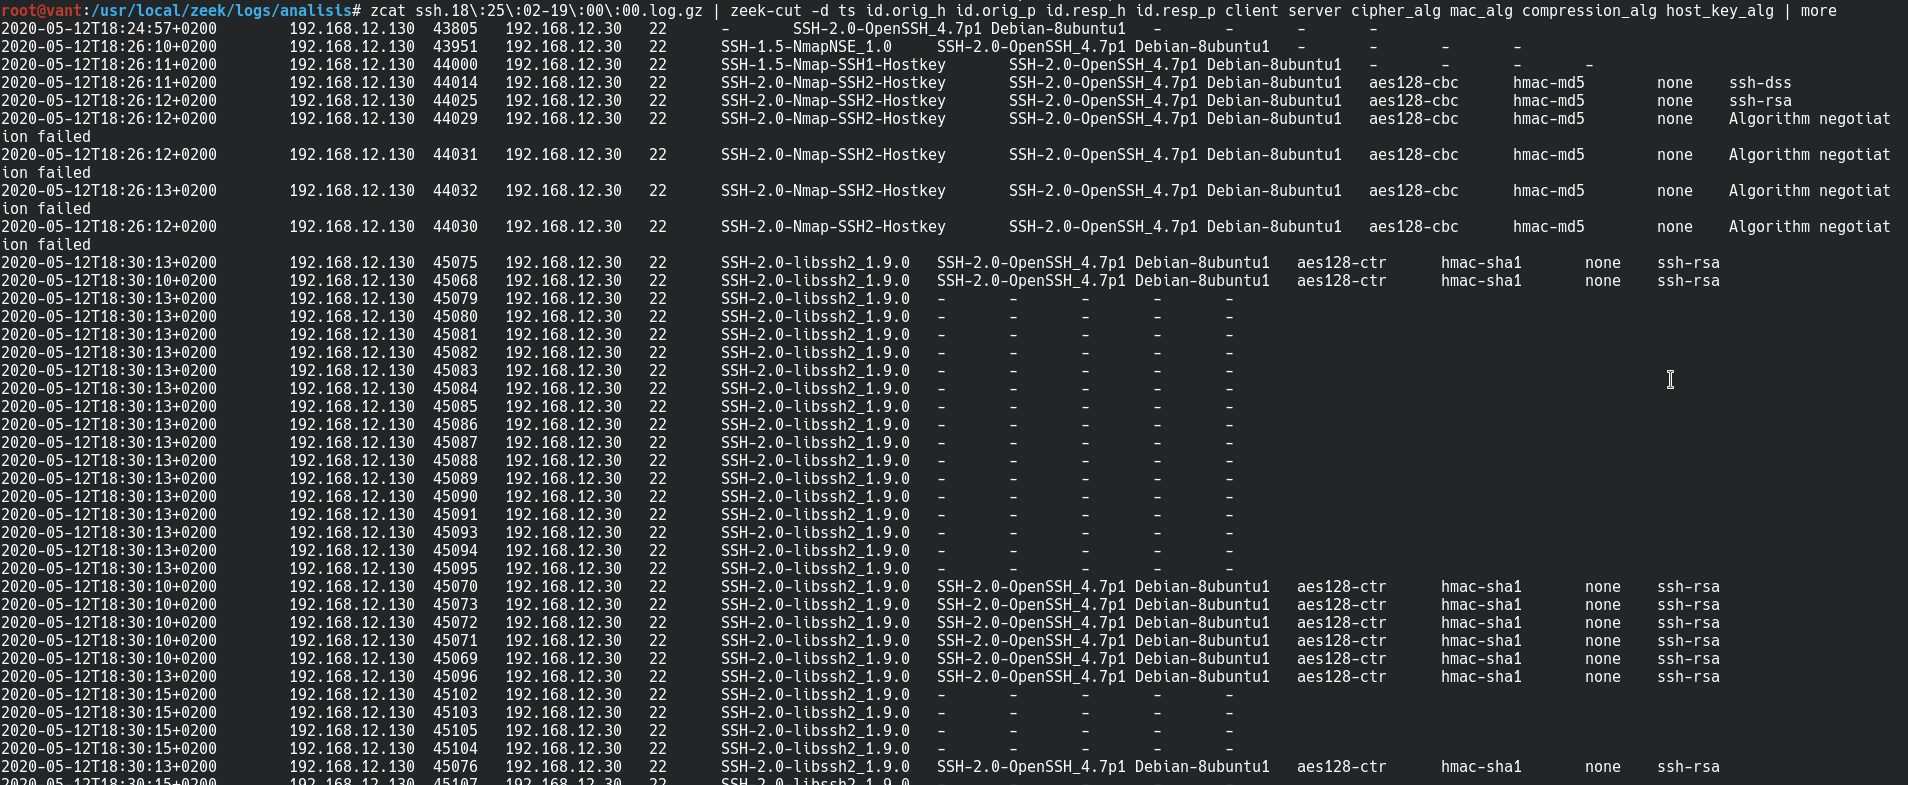 root@vant:/usr/local/zeek/logs/analisis# zcat ssh.18\:25\:02-19\:00\:00.log.gz | zeek-cut -d ts id.orig_h id.orig_p id.resp_h id.resp_p client server cipher_alg mac_alg compression_alg host_key_alg | more
2020-05-12T18:24:57+0200 192.168.12.130 43805 192.168.12.30 22 - SSH-2.0-OpenSSH_4.7p1 Debian-8ubuntu1 - - - -
2020-05-12T18:26:10+0200 192.168.12.130 43951 192.168.12.30 22 SSH-1.5-NmapNSE_1.0 SSH-2.0-OpenSSH_4.7p1 Debian-8ubuntu1 - - - -
2020-05-12T18:26:11+0200 192.168.12.130 44000 192.168.12.30 22 SSH-1.5-Nmap-SSH1-Hostkey SSH-2.0-OpenSSH_4.7p1 Debian-8ubuntu1 - - - -
2020-05-12T18:26:11+0200 192.168.12.130 44014 192.168.12.30 22 SSH-2.0-Nmap-SSH2-Hostkey SSH-2.0-OpenSSH_4.7p1 Debian-8ubuntu1 aes128-cbc hmac-md5 none ssh-dss
2020-05-12T18:26:12+0200 192.168.12.130 44025 192.168.12.30 22 SSH-2.0-Nmap-SSH2-Hostkey SSH-2.0-OpenSSH_4.7p1 Debian-8ubuntu1 aes128-cbc hmac-md5 none ssh-rsa
2020-05-12T18:26:12+0200 192.168.12.130 44029 192.168.12.30 22 SSH-2.0-Nmap-SSH2-Hostkey SSH-2.0-OpenSSH_4.7p1 Debian-8ubuntu1 aes128-cbc hmac-md5 none Algorithm negotiat
ion failed
2020-05-12T18:26:12+0200 192.168.12.130 44031 192.168.12.30 22 SSH-2.0-Nmap-SSH2-Hostkey SSH-2.0-OpenSSH_4.7p1 Debian-8ubuntu1 aes128-cbc hmac-md5 none Algorithm negotiat
ion failed
2020-05-12T18:26:13+0200 192.168.12.130 44032 192.168.12.30 22 SSH-2.0-Nmap-SSH2-Hostkey SSH-2.0-OpenSSH_4.7p1 Debian-8ubuntu1 aes128-cbc hmac-md5 none Algorithm negotiat
ion failed
2020-05-12T18:26:12+0200 192.168.12.130 44030 192.168.12.30 22 SSH-2.0-Nmap-SSH2-Hostkey SSH-2.0-OpenSSH_4.7p1 Debian-8ubuntu1 aes128-cbc hmac-md5 none Algorithm negotiat
ion failed
2020-05-12T18:30:13+0200 192.168.12.130 45075 192.168.12.30 22 SSH-2.0-libssh2_1.9.0 SSH-2.0-OpenSSH_4.7p1 Debian-8ubuntu1 aes128-ctr hmac-sha1 none ssh-rsa
2020-05-12T18:30:10+0200 192.168.12.130 45068 192.168.12.30 22 SSH-2.0-libssh2_1.9.0 SSH-2.0-OpenSSH_4.7p1 Debian-8ubuntu1 aes128-ctr hmac-sha1 none ssh-rsa
2020-05-12T18:30:13+0200 192.168.12.130 45079 192.168.12.30 22 SSH-2.0-libssh2_1.9.0 - - - - -
2020-05-12T18:30:13+0200 192.168.12.130 45080 192.168.12.30 22 SSH-2.0-libssh2_1.9.0 - - - - -
2020-05-12T18:30:13+0200 192.168.12.130 45081 192.168.12.30 22 SSH-2.0-libssh2_1.9.0 - - - - -
2020-05-12T18:30:13+0200 192.168.12.130 45082 192.168.12.30 22 SSH-2.0-libssh2_1.9.0 - - - - -
2020-05-12T18:30:13+0200 192.168.12.130 45083 192.168.12.30 22 SSH-2.0-libssh2_1.9.0 - - - - -
2020-05-12T18:30:13+0200 192.168.12.130 45084 192.168.12.30 22 SSH-2.0-libssh2_1.9.0 - - - - -
2020-05-12T18:30:13+0200 192.168.12.130 45085 192.168.12.30 22 SSH-2.0-libssh2_1.9.0 - - - - -
2020-05-12T18:30:13+0200 192.168.12.130 45086 192.168.12.30 22 SSH-2.0-libssh2_1.9.0 - - - - -
2020-05-12T18:30:13+0200 192.168.12.130 45087 192.168.12.30 22 SSH-2.0-libssh2_1.9.0 - - - - -
2020-05-12T18:30:13+0200 192.168.12.130 45088 192.168.12.30 22 SSH-2.0-libssh2_1.9.0 - - - - -
2020-05-12T18:30:13+0200 192.168.12.130 45089 192.168.12.30 22 SSH-2.0-libssh2_1.9.0 - - - - -
2020-05-12T18:30:13+0200 192.168.12.130 45090 192.168.12.30 22 SSH-2.0-libssh2_1.9.0 - - - - -
2020-05-12T18:30:13+0200 192.168.12.130 45091 192.168.12.30 22 SSH-2.0-libssh2_1.9.0 - - - - -
2020-05-12T18:30:13+0200 192.168.12.130 45093 192.168.12.30 22 SSH-2.0-libssh2_1.9.0 - - - - -
2020-05-12T18:30:13+0200 192.168.12.130 45094 192.168.12.30 22 SSH-2.0-libssh2_1.9.0 - - - - -
2020-05-12T18:30:13+0200 192.168.12.130 45095 192.168.12.30 22 SSH-2.0-libssh2_1.9.0 - - - - -
2020-05-12T18:30:10+0200 192.168.12.130 45070 192.168.12.30 22 SSH-2.0-libssh2_1.9.0 SSH-2.0-OpenSSH_4.7p1 Debian-8ubuntu1 aes128-ctr hmac-sha1 none ssh-rsa
2020-05-12T18:30:10+0200 192.168.12.130 45073 192.168.12.30 22 SSH-2.0-libssh2_1.9.0 SSH-2.0-OpenSSH_4.7p1 Debian-8ubuntu1 aes128-ctr hmac-sha1 none ssh-rsa
2020-05-12T18:30:10+0200 192.168.12.130 45072 192.168.12.30 22 SSH-2.0-libssh2_1.9.0 SSH-2.0-OpenSSH_4.7p1 Debian-8ubuntu1 aes128-ctr hmac-sha1 none ssh-rsa
2020-05-12T18:30:10+0200 192.168.12.130 45071 192.168.12.30 22 SSH-2.0-libssh2_1.9.0 SSH-2.0-OpenSSH_4.7p1 Debian-8ubuntu1 aes128-ctr hmac-sha1 none ssh-rsa
2020-05-12T18:30:10+0200 192.168.12.130 45069 192.168.12.30 22 SSH-2.0-libssh2_1.9.0 SSH-2.0-OpenSSH_4.7p1 Debian-8ubuntu1 aes128-ctr hmac-sha1 none ssh-rsa
2020-05-12T18:30:13+0200 192.168.12.130 45096 192.168.12.30 22 SSH-2.0-libssh2_1.9.0 SSH-2.0-OpenSSH_4.7p1 Debian-8ubuntu1 aes128-ctr hmac-sha1 none ssh-rsa
2020-05-12T18:30:15+0200 192.168.12.130 45102 192.168.12.30 22 SSH-2.0-libssh2_1.9.0 - - - - -
2020-05-12T18:30:15+0200 192.168.12.130 45103 192.168.12.30 22 SSH-2.0-libssh2_1.9.0 - - - - -
2020-05-12T18:30:15+0200 192.168.12.130 45105 192.168.12.30 22 SSH-2.0-libssh2_1.9.0 - - - - -
2020-05-12T18:30:15+0200 192.168.12.130 45104 192.168.12.30 22 SSH-2.0-libssh2_1.9.0 - - - - -
2020-05-12T18:30:13+0200 192.168.12.130 45076 192.168.12.30 22 SSH-2.0-libssh2_1.9.0 SSH-2.0-OpenSSH_4.7p1 Debian-8ubuntu1 aes128-ctr hmac-sha1 none ssh-rsa